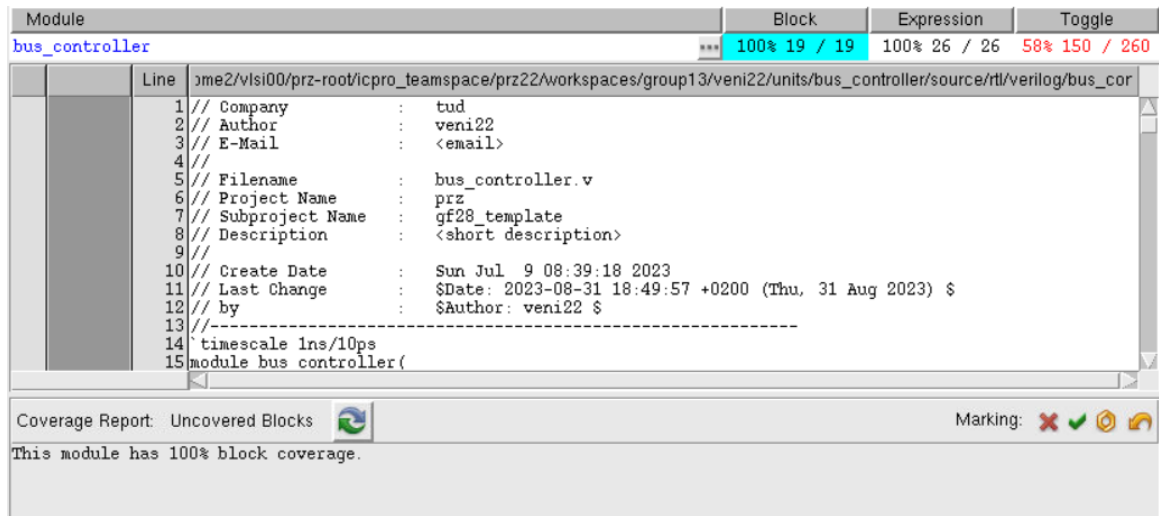 Module Block Expression Toggle
bus_controller ... 100% 19 / 19 100% 26 / 26 58% 150 / 260
Line ome2/vlsi00/prz-root/icpro_teamspace/prz22/workspaces/group13/veni22/units/bus_controller/source/rtl/verilog/bus_cor
1 // Company : tud
2 // Author : veni22
3 // E-Mail : <email>
4 //
5 // Filename : bus_controller.v
6 // Project Name : prz
7 // Subproject Name : gf28_template
8 // Description : <short description>
9 //
10 // Create Date : Sun Jul 9 08:39:18 2023
11 // Last Change : $Date: 2023-08-31 18:49:57 +0200 (Thu, 31 Aug 2023) $
12 // by : $Author: veni22 $
13 //------------------------------------------------------------
14 `timescale 1ns/10ps
15 module bus_controller(
Coverage Report: Uncovered Blocks Marking:
This module has 100% block coverage.